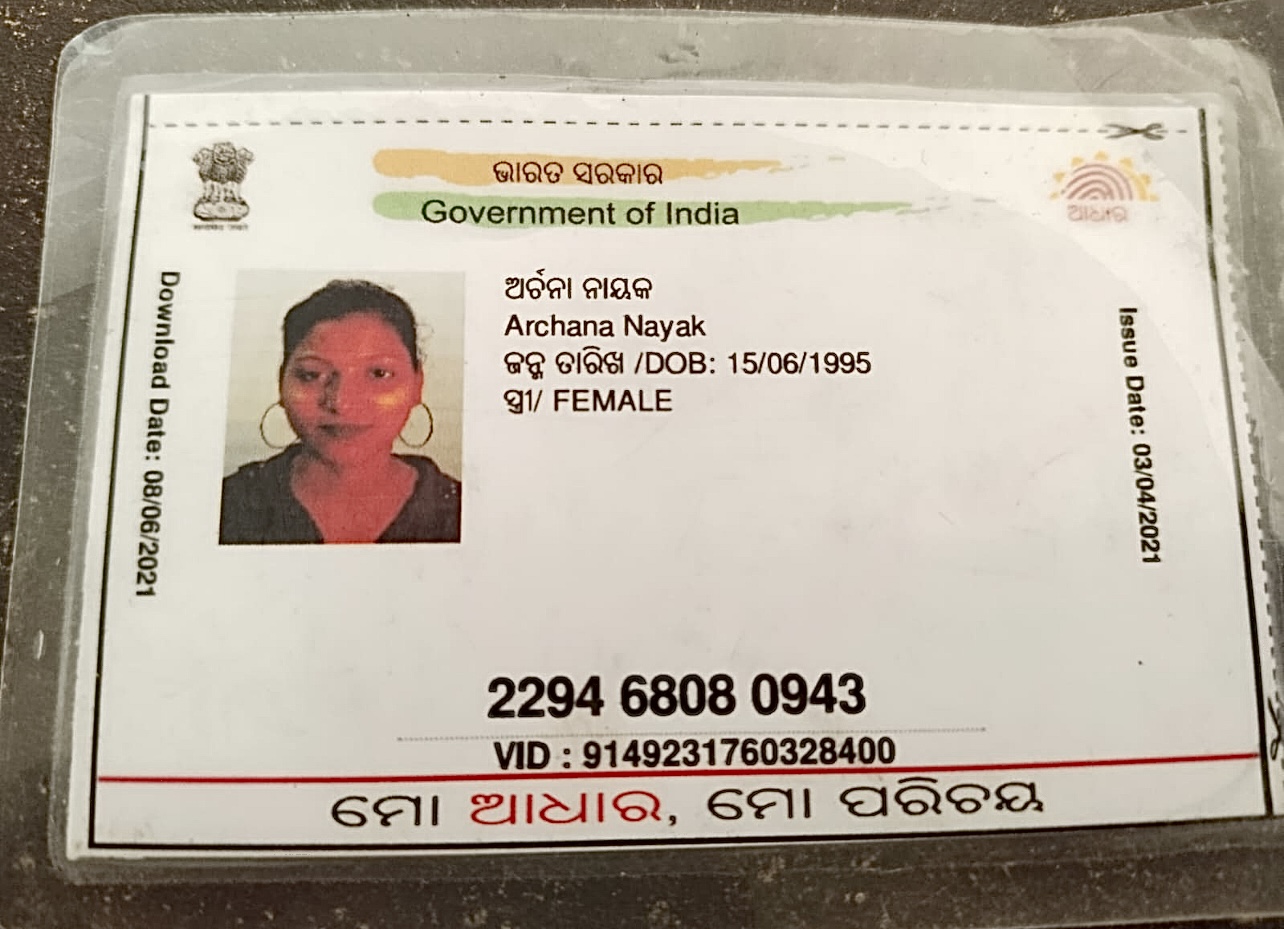 ଭାରତ ସରକାର
Government of India
ଆଧାର
Download Date: 08/06/2021
ଅର୍ଚନା ନାୟକ
Archana Nayak
ଜନ୍ମ ତାରିଖ /DOB: 15/06/1995
ସ୍ତ୍ରୀ/ FEMALE
Issue Date: 03/04/2021
2294 6808 0943
VID : 9149231760328400
ମୋ ଆଧାର, ମୋ ପରିଚୟ